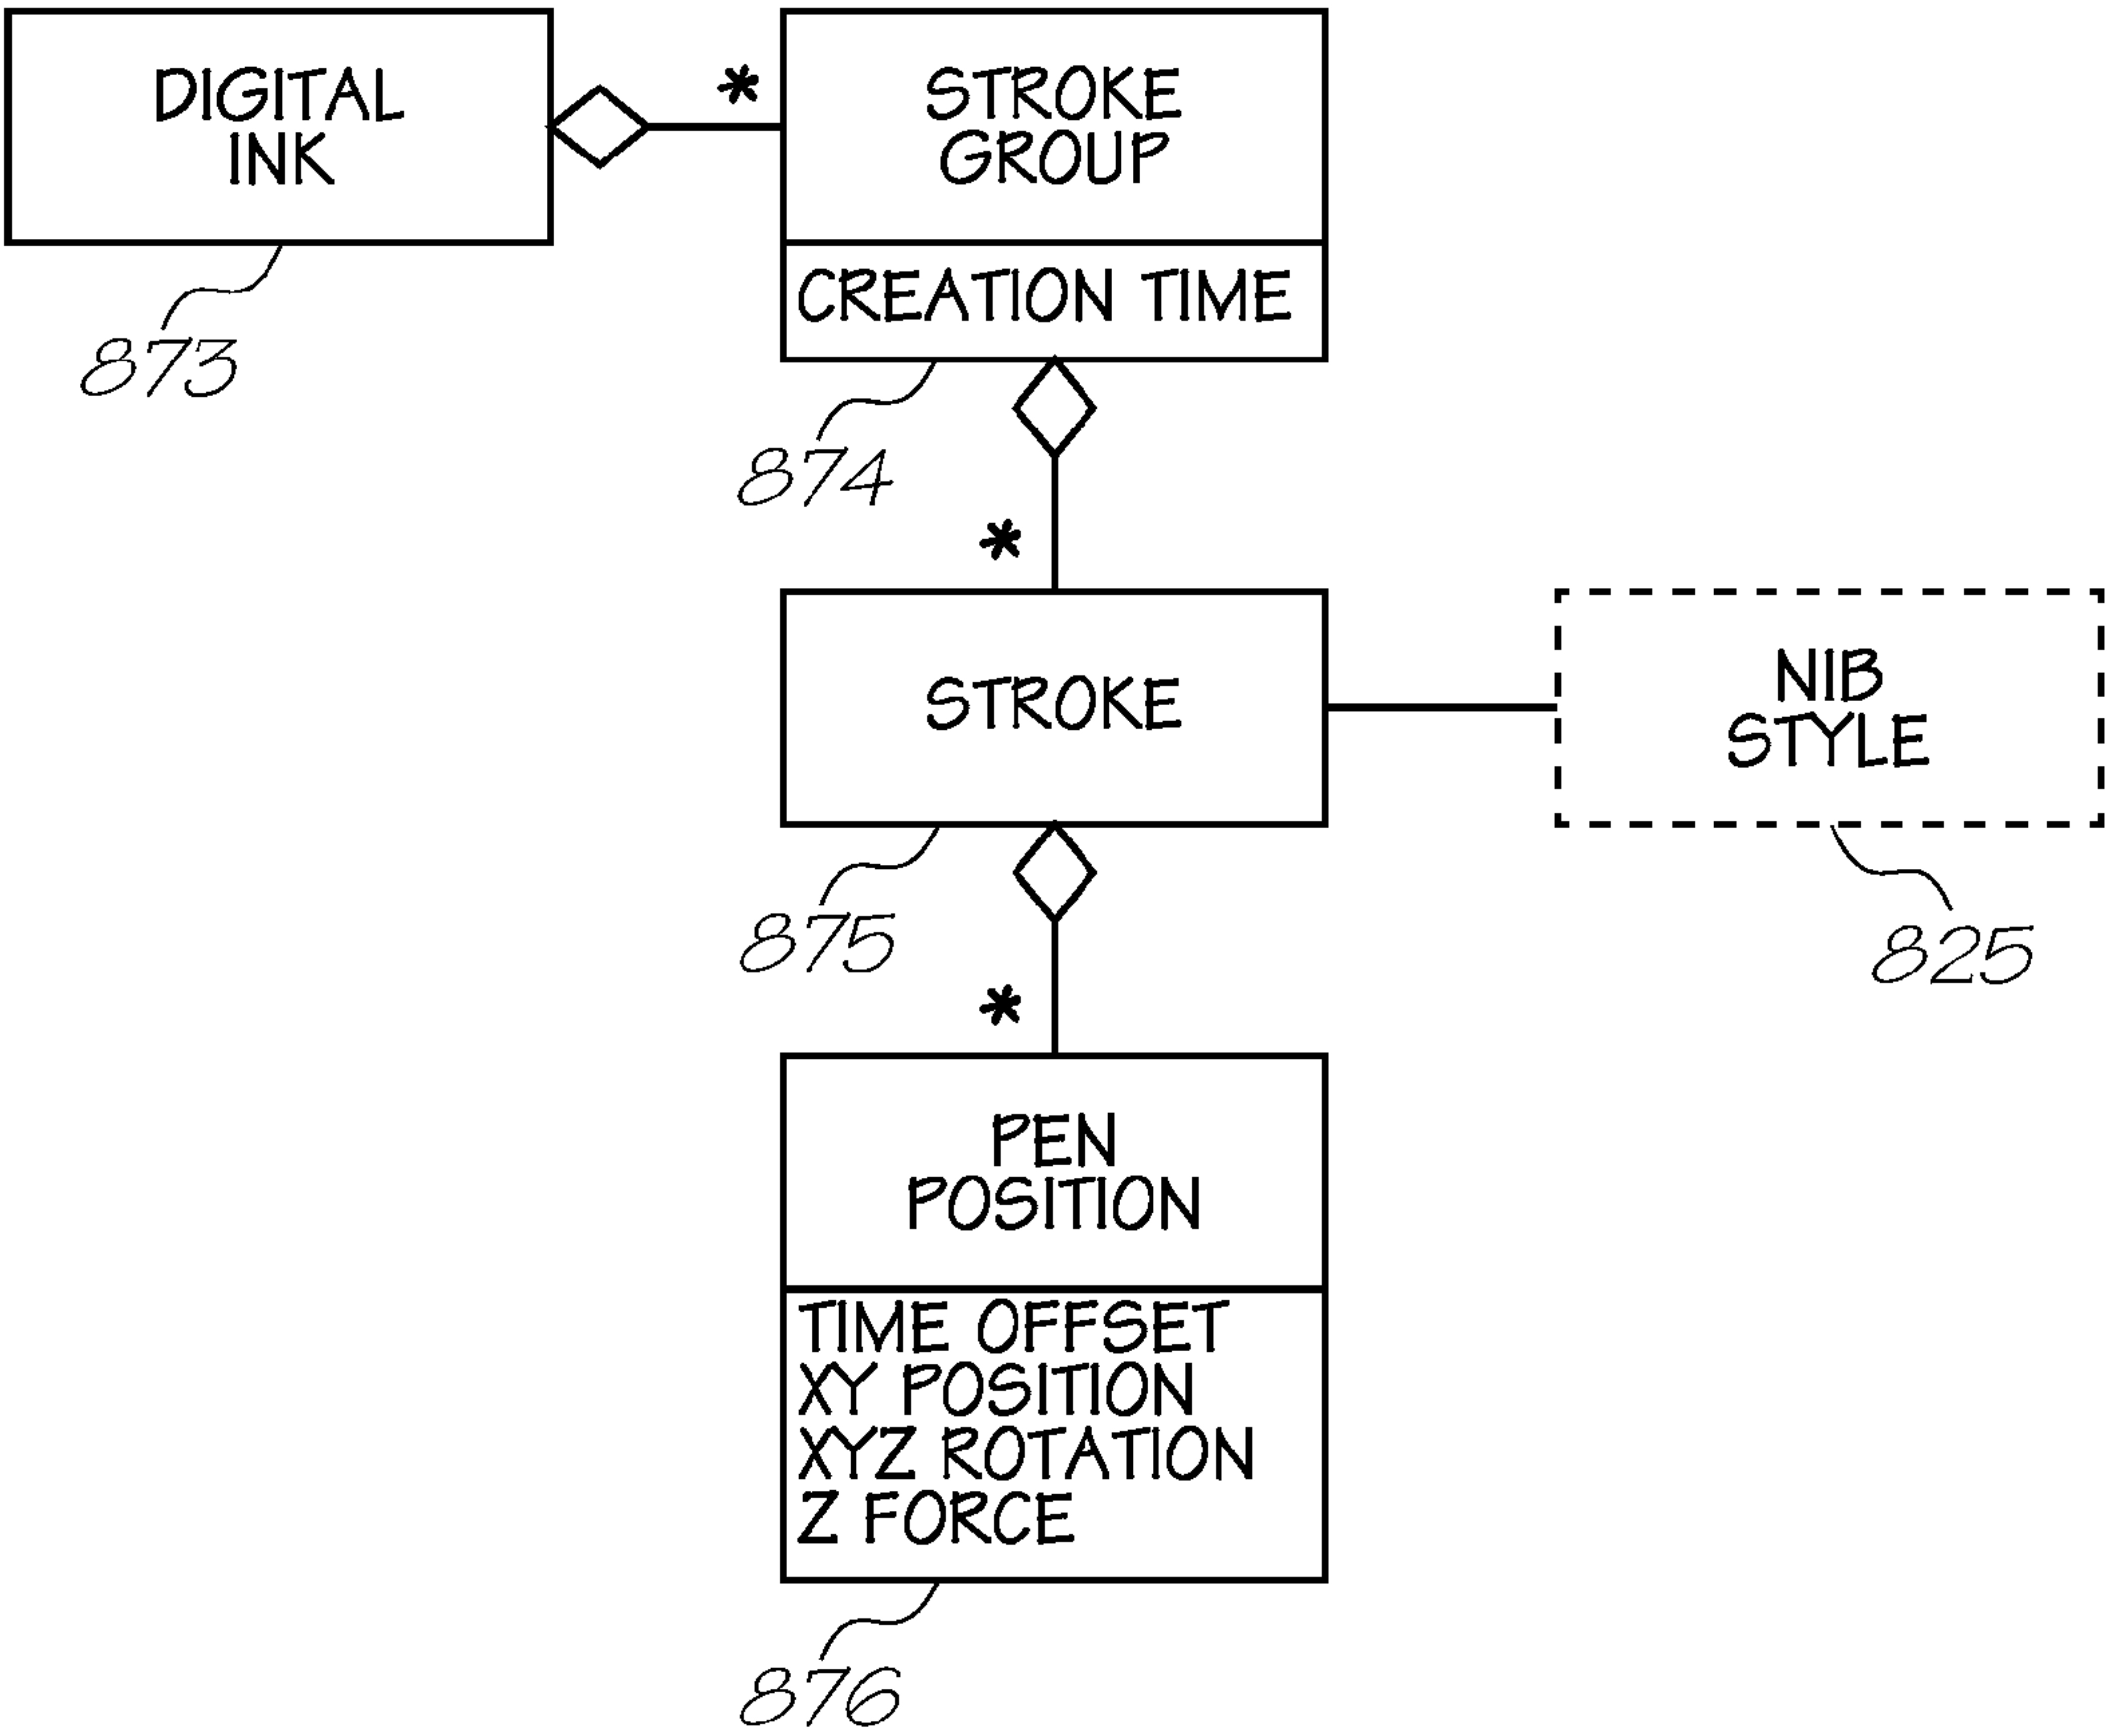 DIGITAL
INK
*
STROKE
GROUP
CREATION TIME
873
874
*
STROKE
NIB
STYLE
875
825
*
PEN
POSITION
TIME OFFSET
XY POSITION
XYZ ROTATION
Z FORCE
876